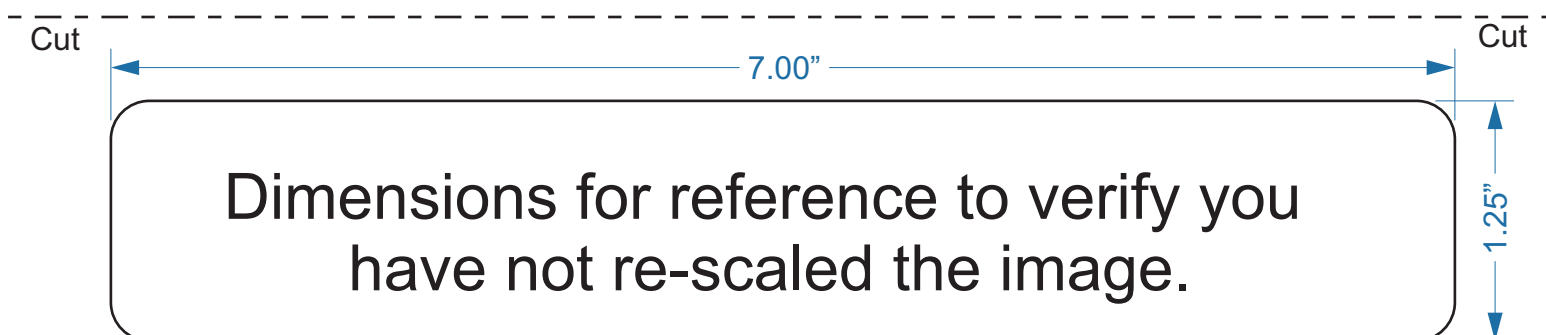 Cut
Cut
7.00”
Dimensions for reference to verify you
have not re-scaled the image.
1.25”